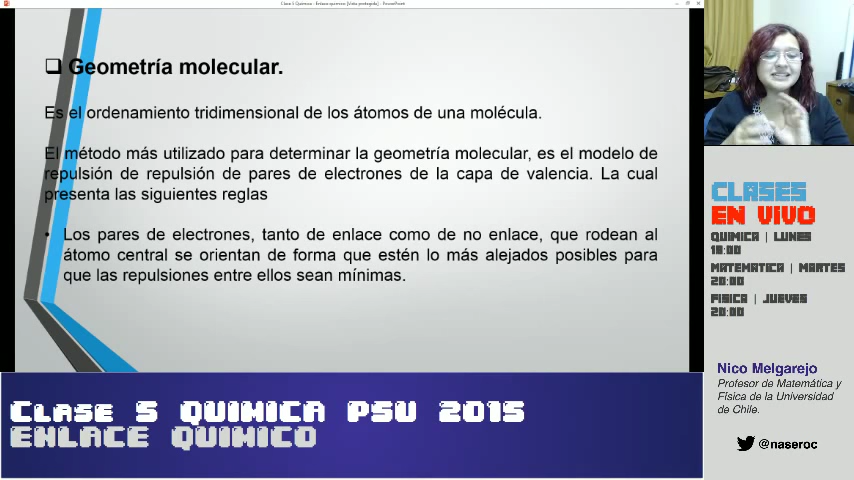 Clase 5 Química - Enlace químico [Vista protegida] - PowerPoint
Geometría molecular.
Es el ordenamiento tridimensional de los átomos de una molécula.
El método más utilizado para determinar la geometría molecular, es el modelo de
repulsión de repulsión de pares de electrones de la capa de valencia. La cual
presenta las siguientes reglas
• Los pares de electrones, tanto de enlace como de no enlace, que rodean al
átomo central se orientan de forma que estén lo más alejados posibles para
que las repulsiones entre ellos sean mínimas.
CLASES
EN VIVO
QUIMICA | LUNES
18:00
MATEMATICA | MARTES
20:00
FISICA | JUEVES
20:00
Nico Melgarejo
Profesor de Matemática y
Física de la Universidad
de Chile.
@naseroc
Clase 5 QUIMICA PSU 2015
ENLACE QUIMICO